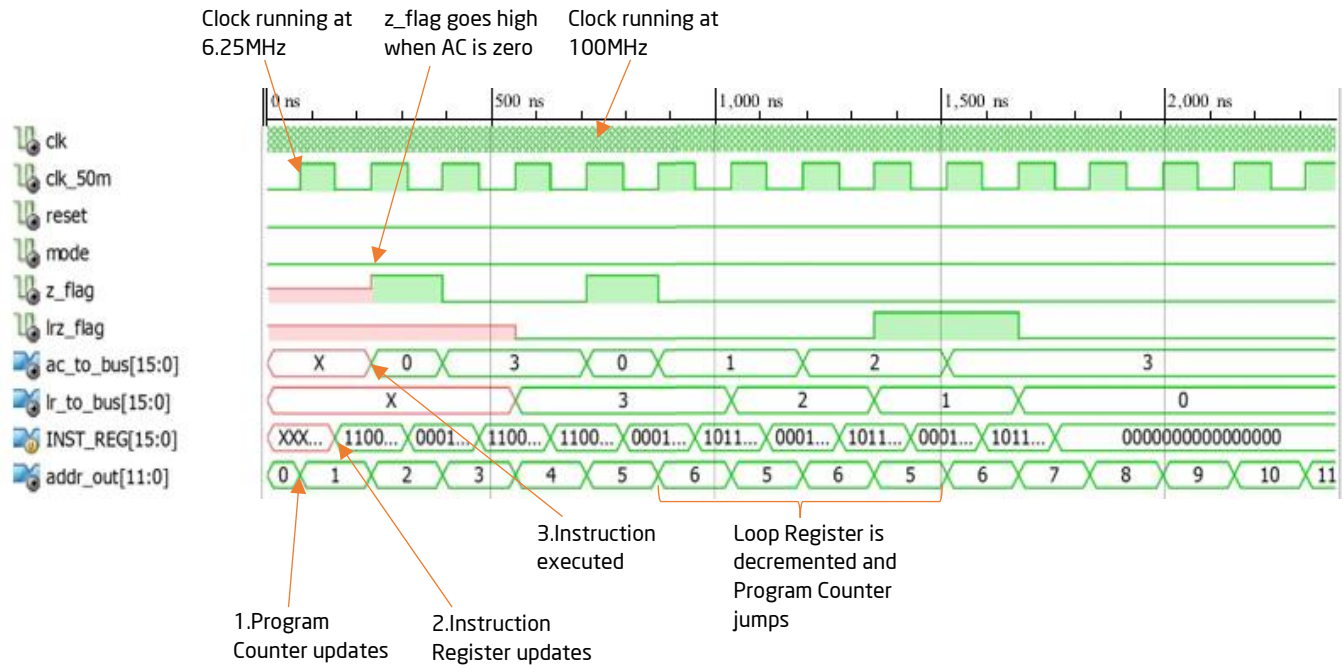 Clock running at
6.25MHz
z_flag goes high
when AC is zero
Clock running at
100MHz
0 ns 500 ns 1,000 ns 1,500 ns 2,000 ns
clk
clk_50m
reset
mode
z_flag
lrz_flag
ac_to_bus[15:0] X 0 3 0 1 2 3
lr_to_bus[15:0] X 3 2 1 0
INST_REG[15:0] XXX... 1100... 0001... 1100... 1100... 0001... 1011... 0001... 1011... 0001... 1011... 0000000000000000
addr_out[11:0] 0 1 2 3 4 5 6 5 6 5 6 7 8 9 10 11
3.Instruction
executed
Loop Register is
decremented and
Program Counter
jumps
1.Program
Counter updates
2.Instruction
Register updates